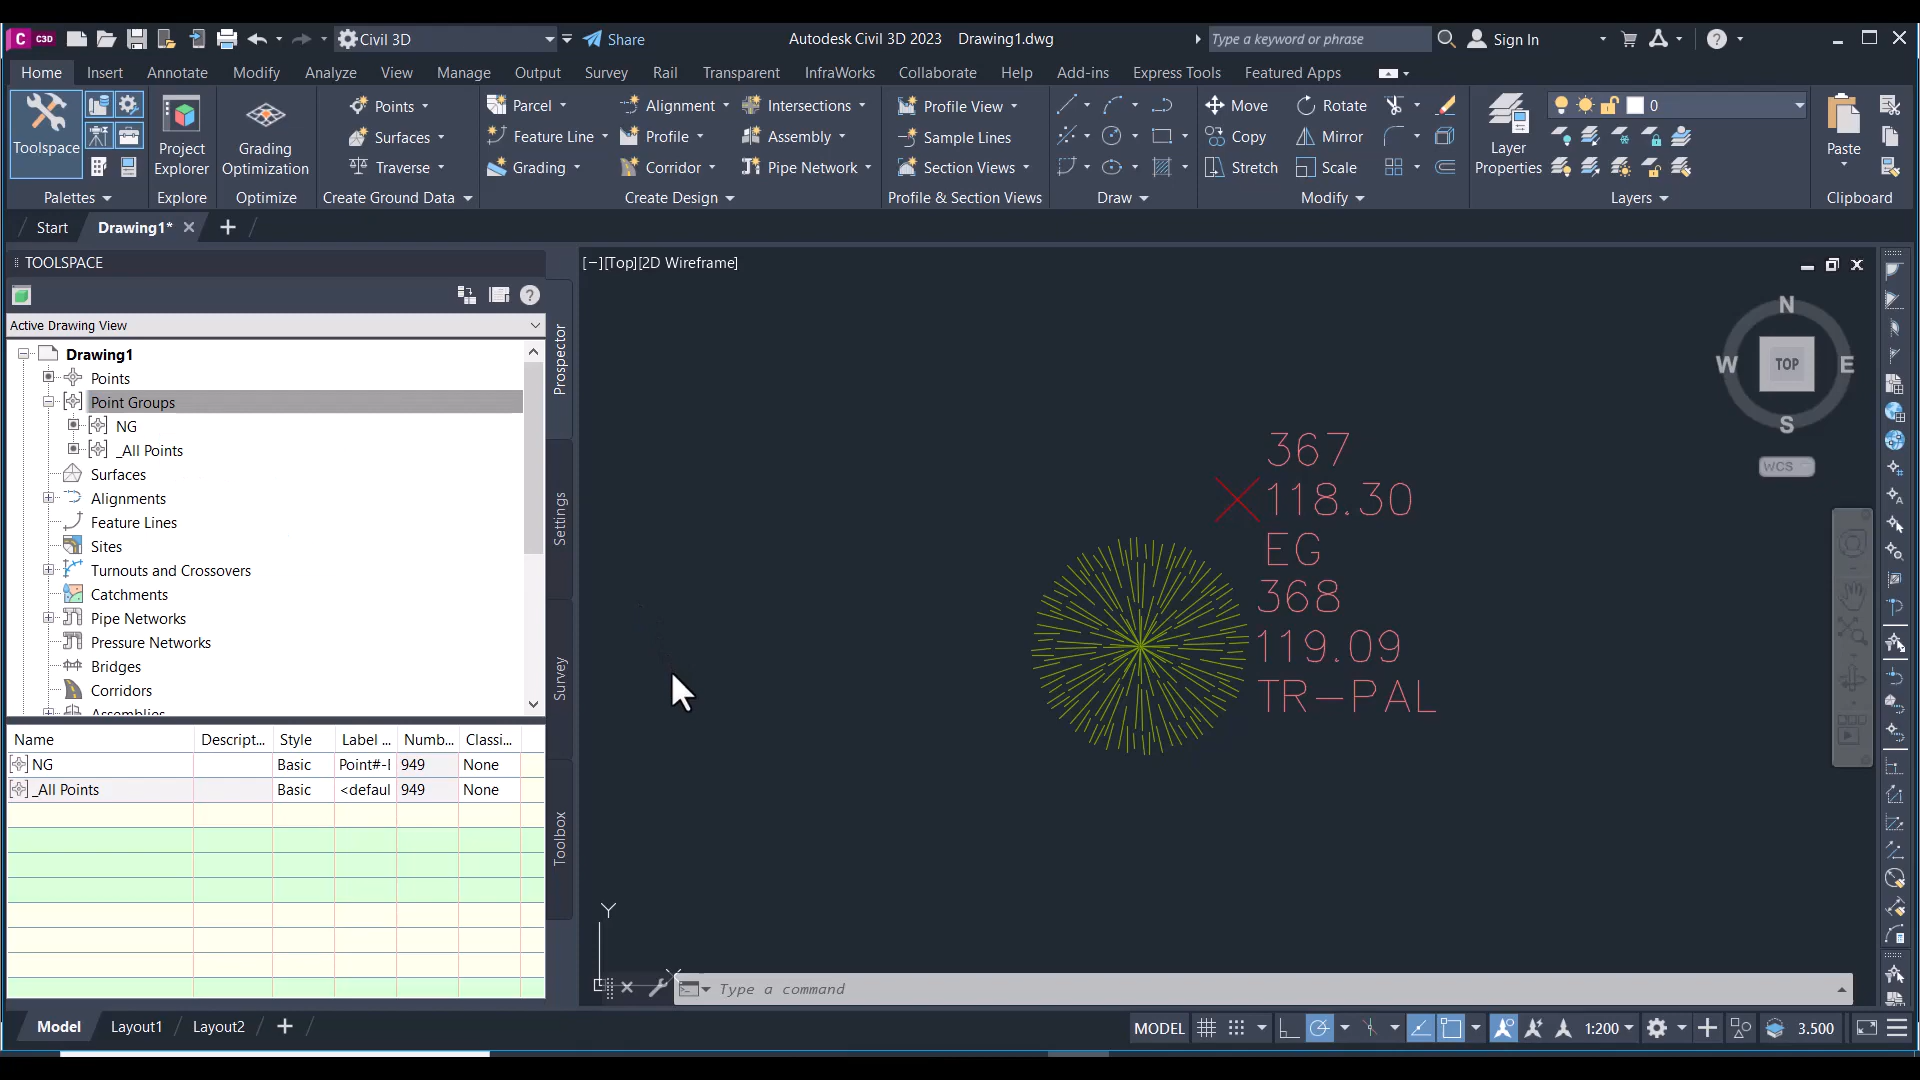 C C3D Civil 3D Share Autodesk Civil 3D 2023 Drawing1.dwg Type a keyword or phrase Sign In ?
Home Insert Annotate Modify Analyze View Manage Output Survey Rail Transparent InfraWorks Collaborate Help Add-ins Express Tools Featured Apps
Toolspace
Project Explorer
Grading Optimization
Points
Surfaces
Traverse
Parcel
Feature Line
Grading
Alignment
Profile
Corridor
Intersections
Assembly
Pipe Network
Profile View
Sample Lines
Section Views
Move
Copy
Stretch
Rotate
Mirror
Scale
Layer Properties
0
Paste
Palettes Explore Optimize Create Ground Data Create Design Profile & Section Views Draw Modify Layers Clipboard
Start Drawing1*
TOOLSPACE
?
Active Drawing View
Drawing1
Points
Point Groups
NG
_All Points
Surfaces
Alignments
Feature Lines
Sites
Turnouts and Crossovers
Catchments
Pipe Networks
Pressure Networks
Bridges
Corridors
Assemblies
Prospector
Settings
Survey
Toolbox
Name Descript... Style Label ... Numb... Classi...
NG Basic Point#-I 949 None
_All Points Basic <defaul 949 None
[−][Top][2D Wireframe]
N
W TOP E
S
WCS
367
118.30
EG
368
119.09
TR-PAL
Y
X
Type a command
Model Layout1 Layout2
MODEL 1:200 3.500